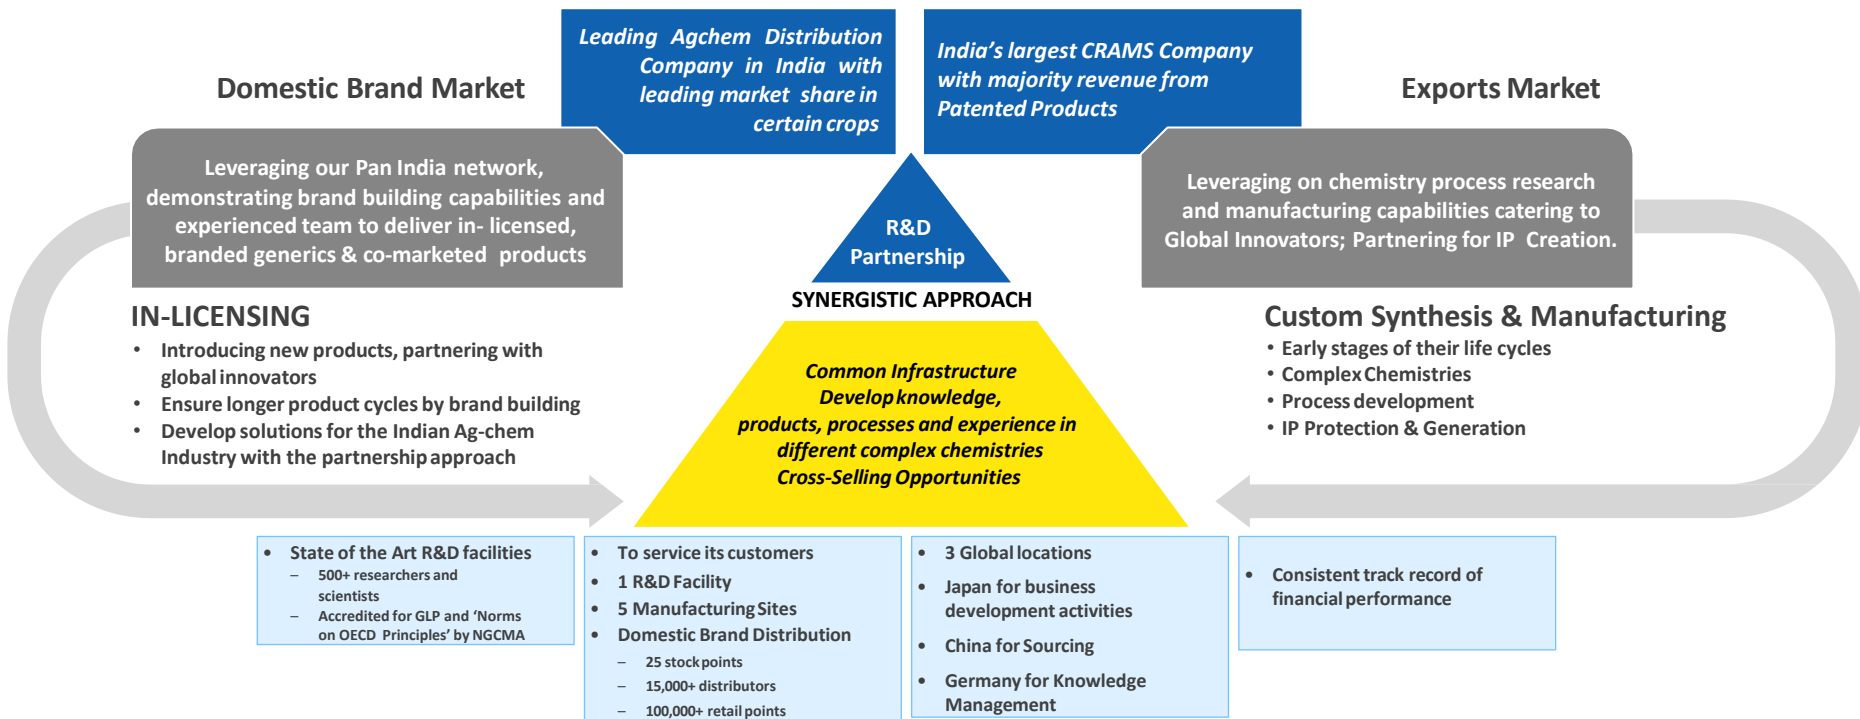 Domestic Brand Market
Leading Agchem Distribution
Company in India with
leading market share in
certain crops
India's largest CRAMS Company
with majority revenue from
Patented Products
Exports Market
Leveraging our Pan India network,
demonstrating brand building capabilities and
experienced team to deliver in- licensed,
branded generics & co-marketed products
R&D
Partnership
Leveraging on chemistry process research
and manufacturing capabilities catering to
Global Innovators; Partnering for IP Creation.
SYNERGISTIC APPROACH
IN-LICENSING
• Introducing new products, partnering with
global innovators
• Ensure longer product cycles by brand building
• Develop solutions for the Indian Ag-chem
Industry with the partnership approach
Common Infrastructure
Develop knowledge,
products, processes and experience in
different complex chemistries
Cross-Selling Opportunities
Custom Synthesis & Manufacturing
• Early stages of their life cycles
• Complex Chemistries
• Process development
• IP Protection & Generation
• State of the Art R&D facilities
– 500+ researchers and
scientists
– Accredited for GLP and ‘Norms
on OECD Principles’ by NGCMA
• To service its customers
• 1 R&D Facility
• 5 Manufacturing Sites
• Domestic Brand Distribution
– 25 stock points
– 15,000+ distributors
– 100,000+ retail points
• 3 Global locations
• Japan for business
development activities
• China for Sourcing
• Germany for Knowledge
Management
• Consistent track record of
financial performance